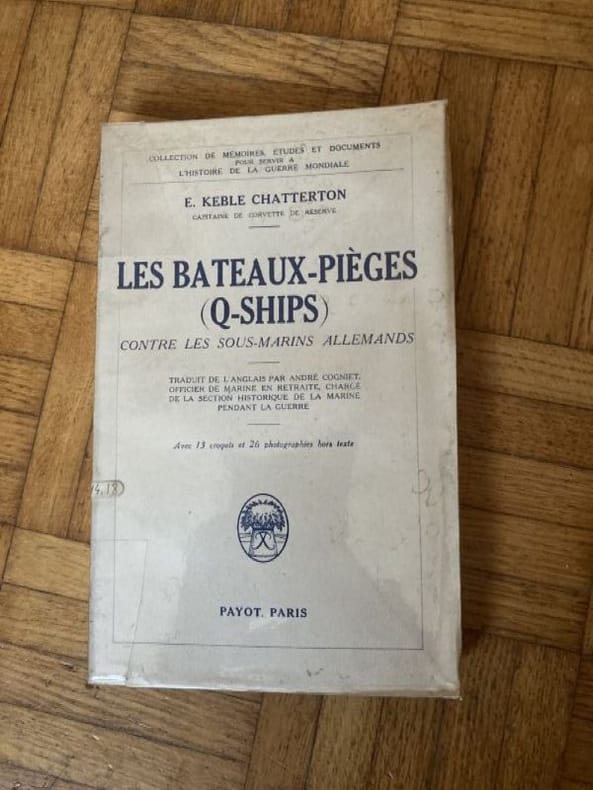 COLLECTION DE MÉMOIRES, ÉTUDES ET DOCUMENTS
POUR SERVIR A
L'HISTOIRE DE LA GUERRE MONDIALE
E. KEBLE CHATTERTON
CAPITAINE DE CORVETTE DE RÉSERVE
LES BATEAUX-PIÈGES
(Q-SHIPS)
CONTRE LES SOUS-MARINS ALLEMANDS
TRADUIT DE L'ANGLAIS PAR ANDRÉ COGNIET,
OFFICIER DE MARINE EN RETRAITE, CHARGÉ
DE LA SECTION HISTORIQUE DE LA MARINE
PENDANT LA GUERRE
Avec 13 croquis et 26 photographies hors texte
PAYOT, PARIS